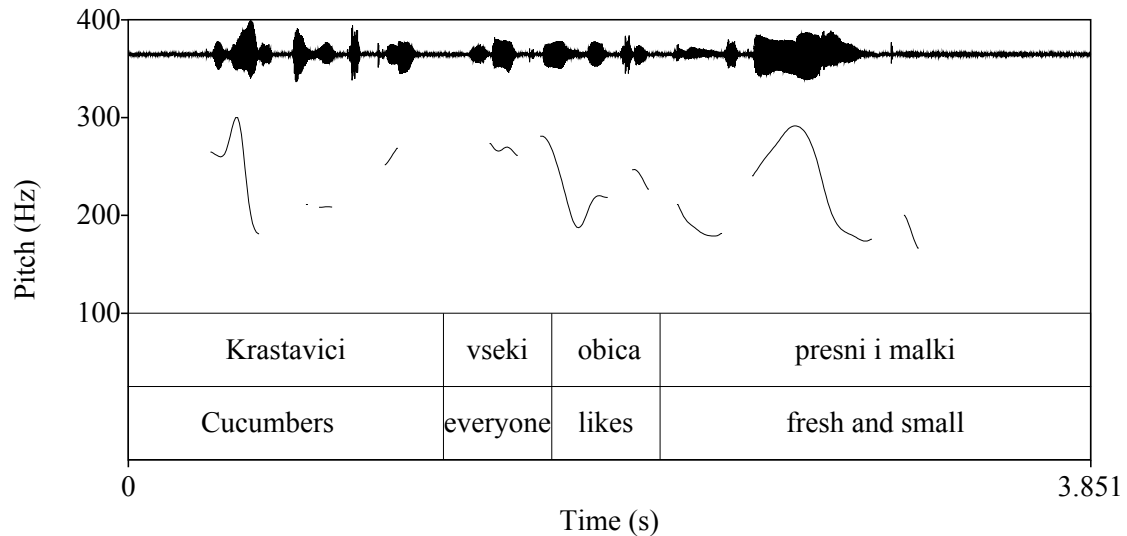 400
300
200
100
Pitch (Hz)
Krastavici vseki obica presni i malki
Cucumbers everyone likes fresh and small
0 3.851
Time (s)